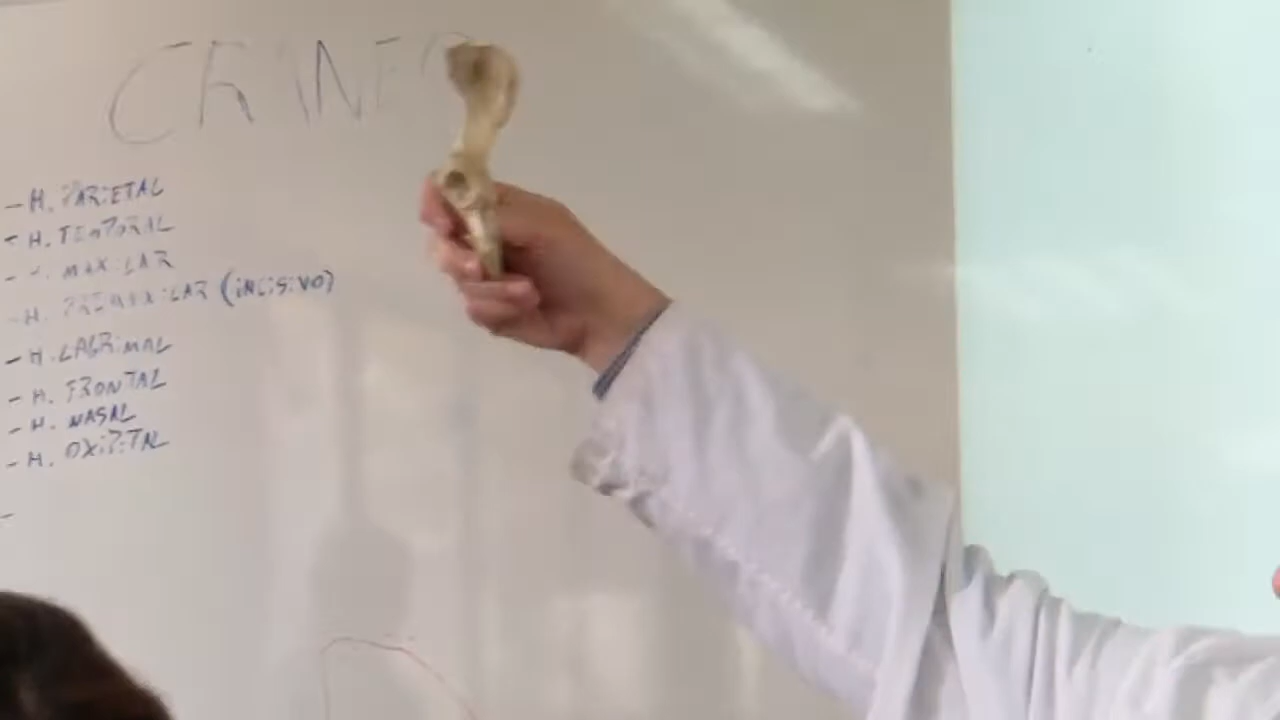 CRÁNEO
- H. PARIETAL
- H. TEMPORAL
- H. MAXILAR
- H. PREMAXILAR (INCISIVO)
- H. LAGRIMAL
- H. FRONTAL
- H. NASAL
- H. OXIPITAL
-